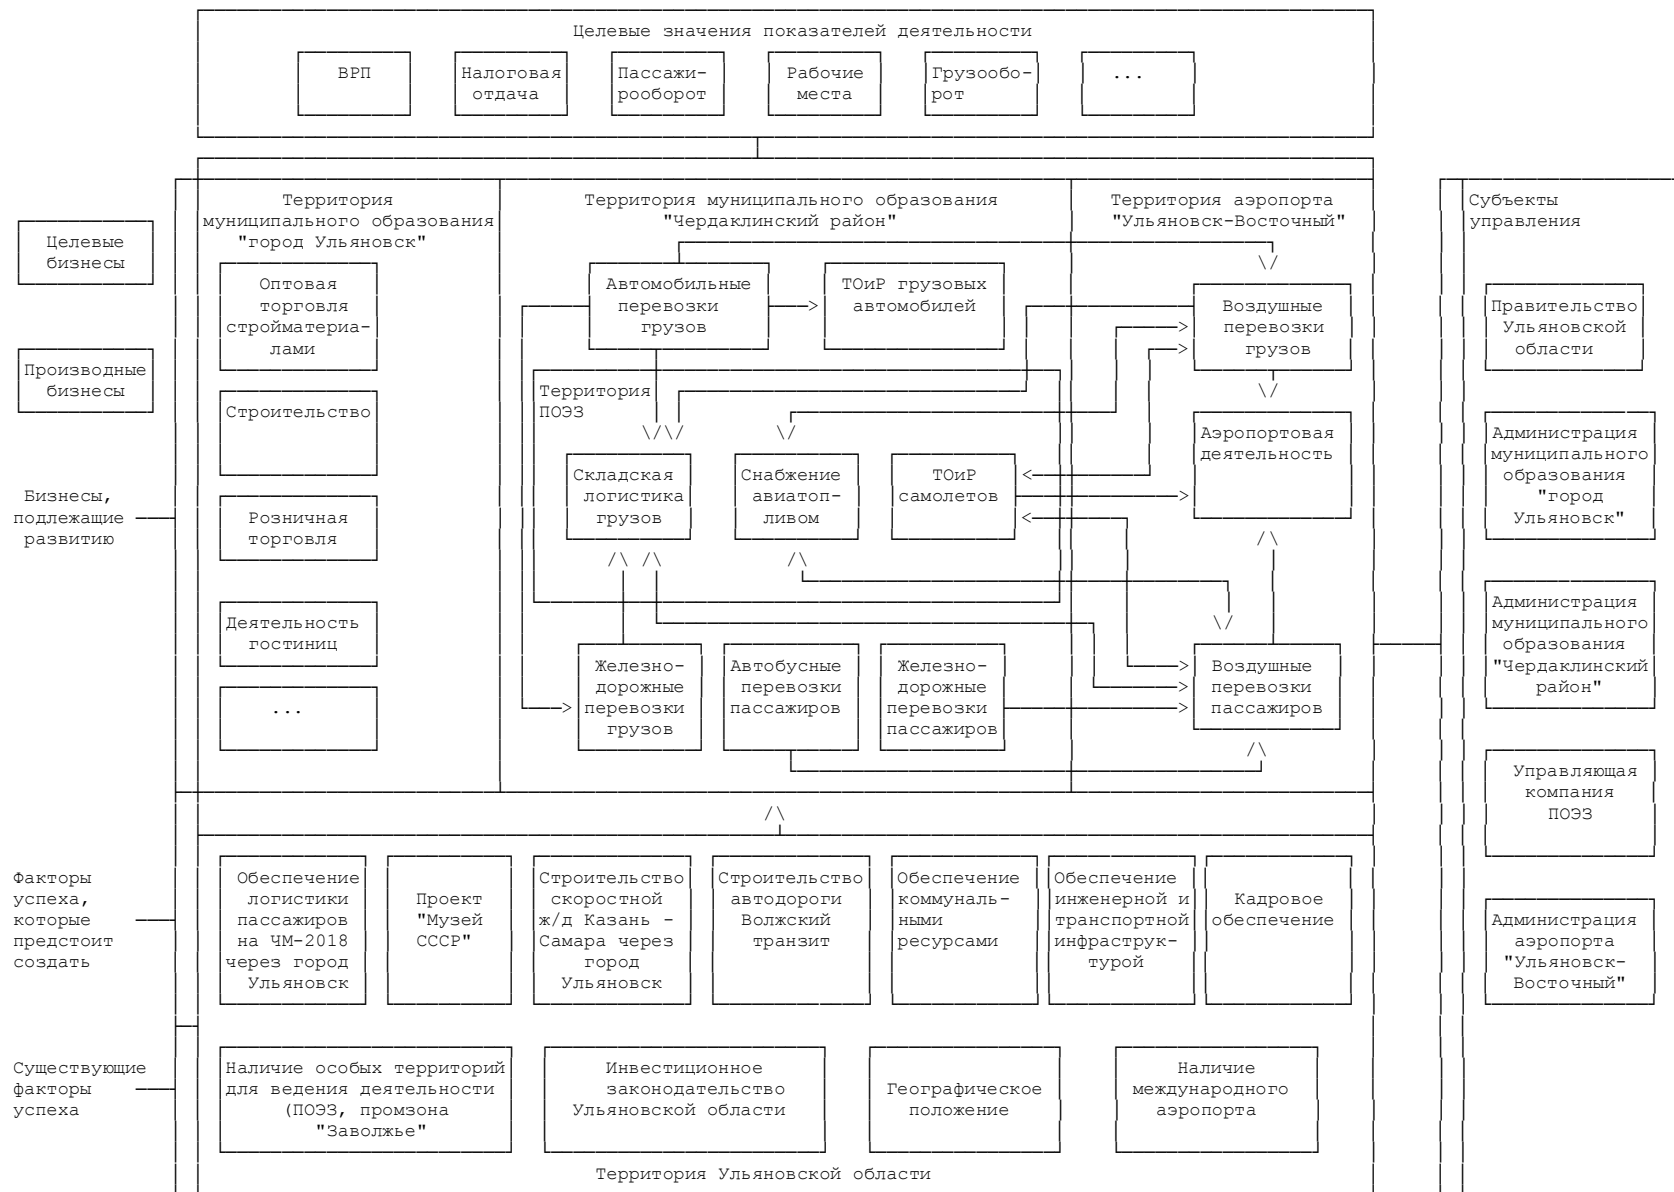 Целевые значения показателей деятельности
ВРП
Налоговая
отдача
Пассажи-
рооборот
Рабочие
места
Грузообо-
рот
...
Целевые
бизнесы
Производные
бизнесы
Бизнесы,
подлежащие
развитию
Территория
муниципального образования
"город Ульяновск"
Оптовая
торговля
стройматериа-
лами
Строительство
Розничная
торговля
Деятельность
гостиниц
...
Территория муниципального образования
"Чердаклинский район"
Автомобильные
перевозки
грузов
ТОиР грузовых
автомобилей
Территория
ПОЭЗ
Складская
логистика
грузов
Снабжение
авиатоп-
ливом
ТОиР
самолетов
Железно-
дорожные
перевозки
грузов
Автобусные
перевозки
пассажиров
Железно-
дорожные
перевозки
пассажиров
Территория аэропорта
"Ульяновск-Восточный"
Воздушные
перевозки
грузов
Аэропортовая
деятельность
Воздушные
перевозки
пассажиров
Субъекты
управления
Правительство
Ульяновской
области
Администрация
муниципального
образования
"город
Ульяновск"
Администрация
муниципального
образования
"Чердаклинский
район"
Управляющая
компания
ПОЭЗ
Администрация
аэропорта
"Ульяновск-
Восточный"
Факторы
успеха,
которые
предстоит
создать
Обеспечение
логистики
пассажиров
на ЧМ-2018
через город
Ульяновск
Проект
"Музей
СССР"
Строительство
скоростной
ж/д Казань -
Самара через
город
Ульяновск
Строительство
автодороги
Волжский
транзит
Обеспечение
коммуналь-
ными
ресурсами
Обеспечение
инженерной и
транспортной
инфраструк-
турой
Кадровое
обеспечение
Существующие
факторы
успеха
Наличие особых территорий
для ведения деятельности
(ПОЭЗ, промзона
"Заволжье"
Инвестиционное
законодательство
Ульяновской области
Географическое
положение
Наличие
международного
аэропорта
Территория Ульяновской области